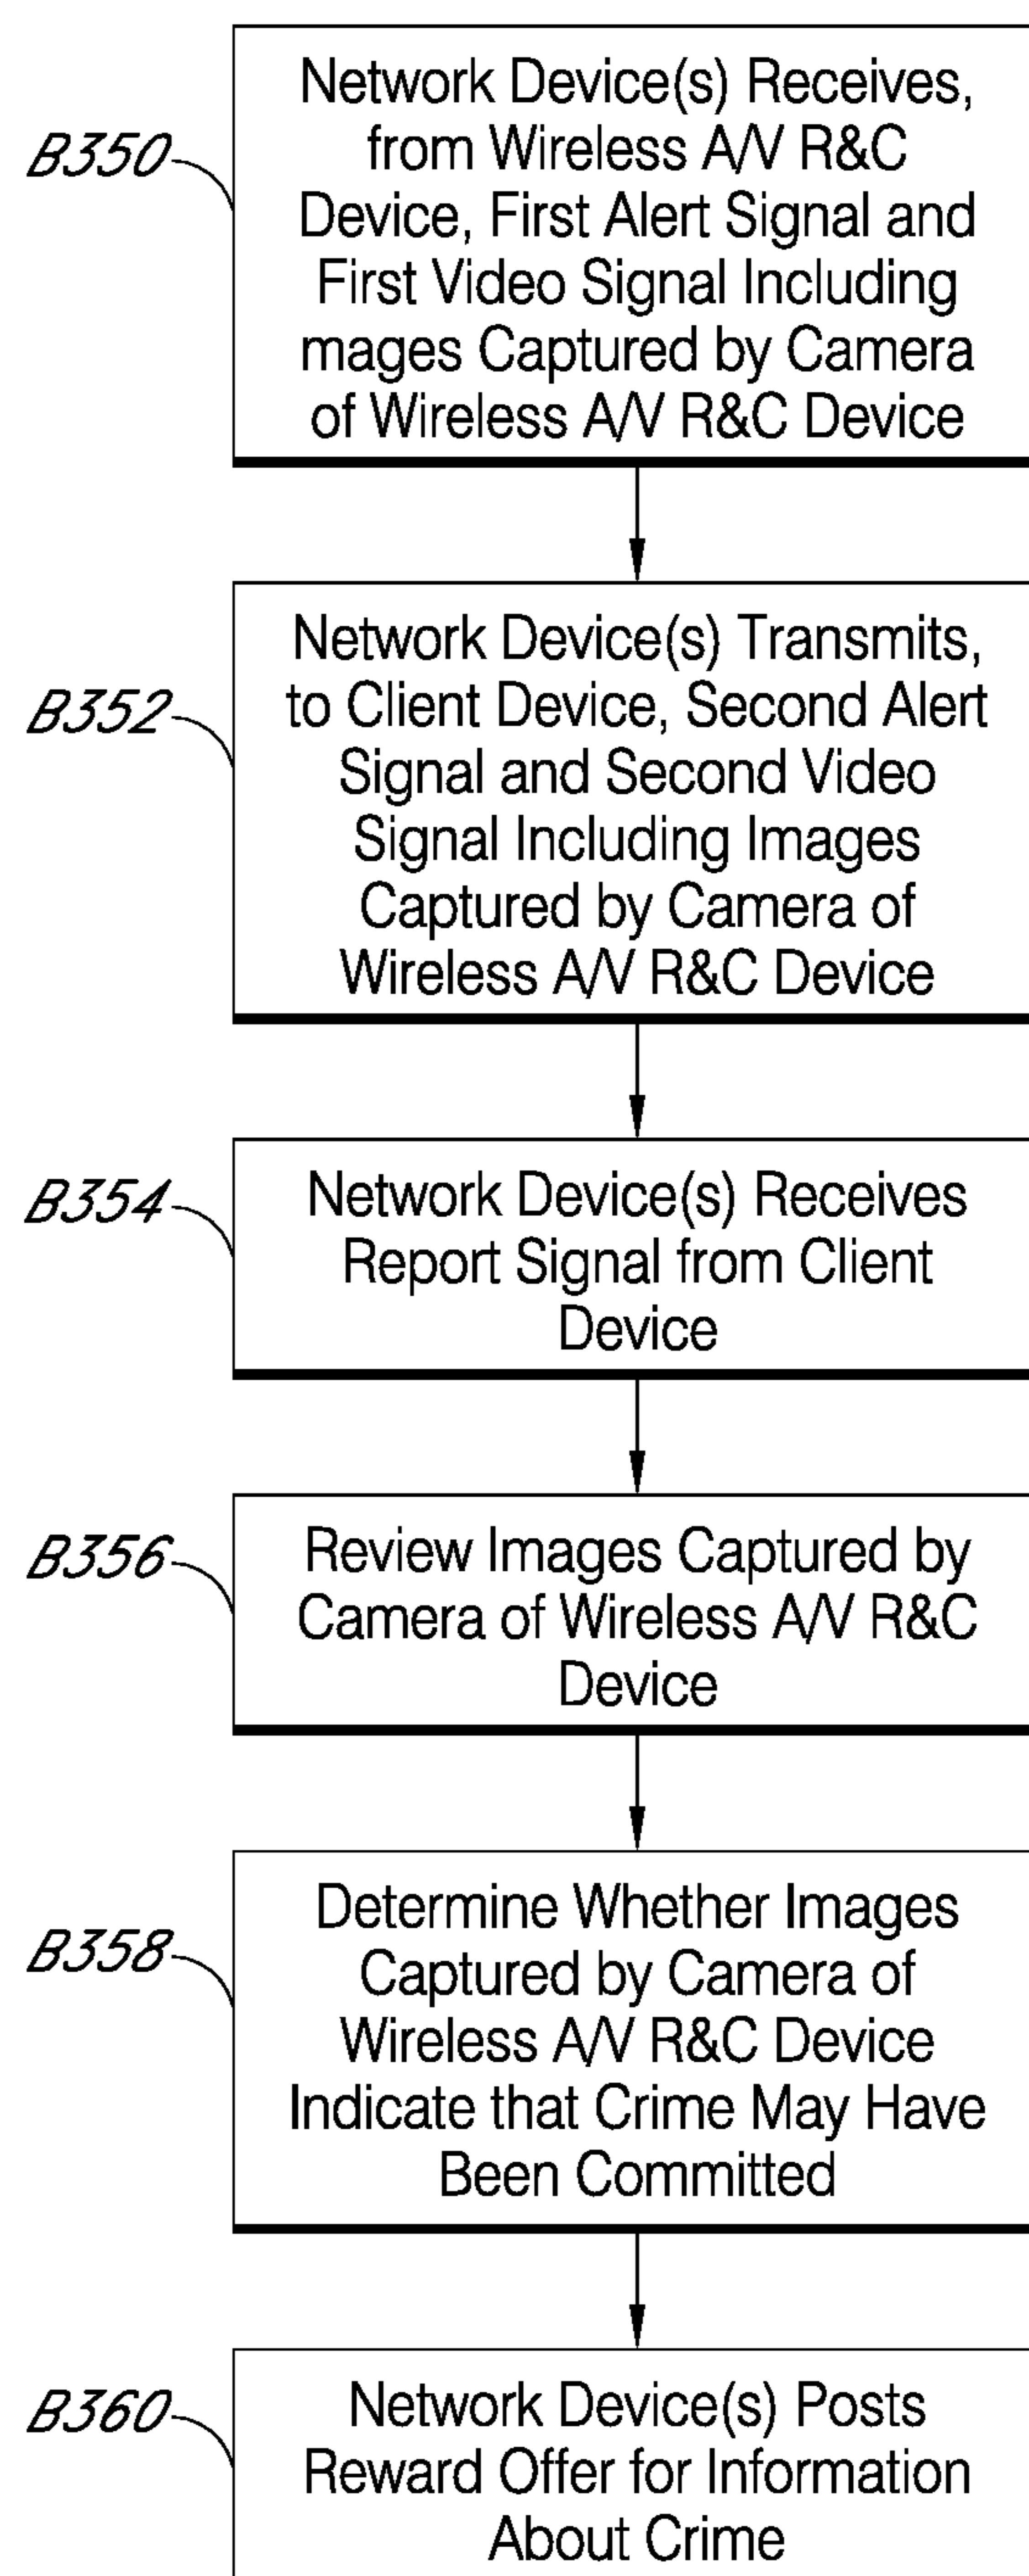 B350
Network Device(s) Receives,
from Wireless A/V R&C
Device, First Alert Signal and
First Video Signal Including
mages Captured by Camera
of Wireless A/V R&C Device
B352
Network Device(s) Transmits,
to Client Device, Second Alert
Signal and Second Video
Signal Including Images
Captured by Camera of
Wireless A/V R&C Device
B354
Network Device(s) Receives
Report Signal from Client
Device
B356
Review Images Captured by
Camera of Wireless A/V R&C
Device
B358
Determine Whether Images
Captured by Camera of
Wireless A/V R&C Device
Indicate that Crime May Have
Been Committed
B360
Network Device(s) Posts
Reward Offer for Information
About Crime